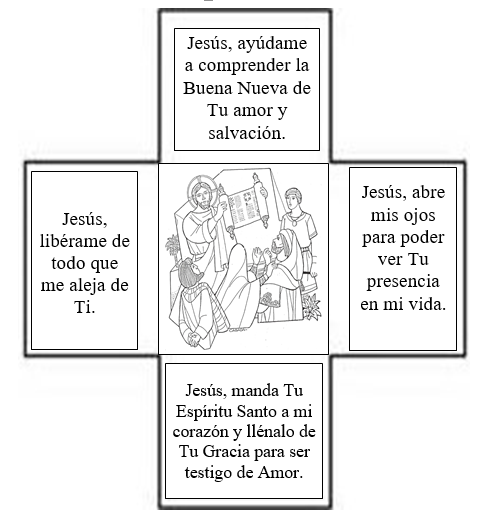 Jesús, ayúdame
a comprender la
Buena Nueva de
Tu amor y
salvación.
Jesús,
libérame de
todo que
me aleja de
Ti.
Jesús, abre
mis ojos
para poder
ver Tu
presencia
en mi vida.
Jesús, manda Tu
Espíritu Santo a mi
corazón y llénalo de
Tu Gracia para ser
testigo de Amor.